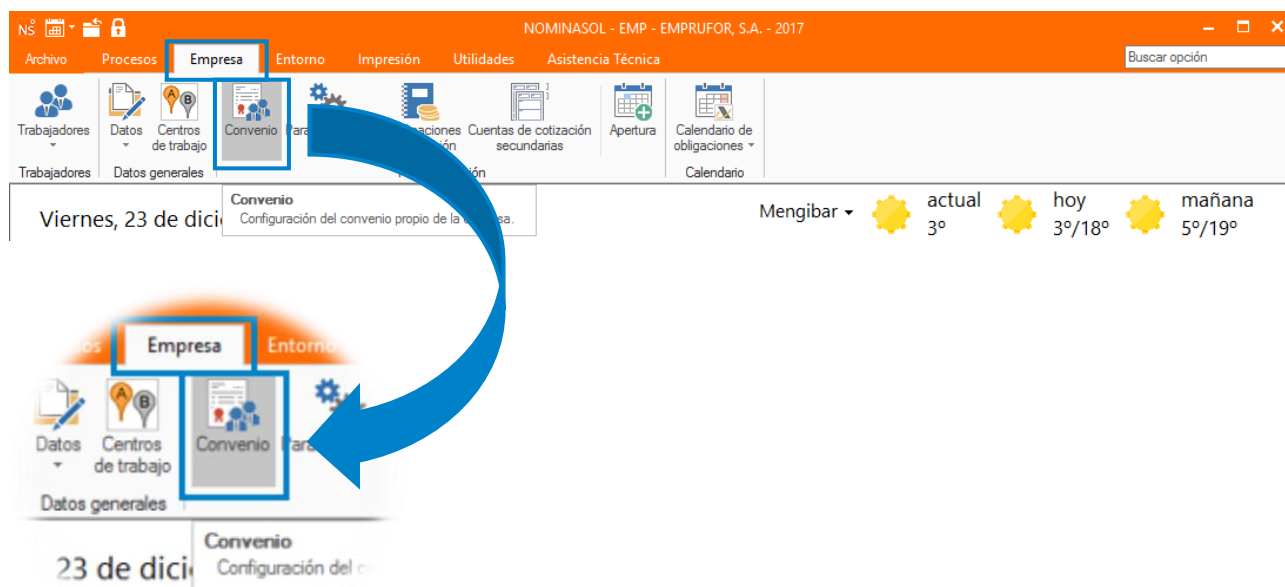 NS
NOMINASOL - EMP - EMPRUFOR, S.A. - 2017
Archivo Procesos Empresa Entorno Impresión Utilidades Asistencia Técnica
Buscar opción
Trabajadores Datos Centros de trabajo Convenio Para Cuentas de cotización secundarias Apertura Calendario de obligaciones
Trabajadores Datos generales Calendario
Convenio
Configuración del convenio propio de la
Viernes, 23 de dici
Mengibar actual hoy mañana
3º 3º/18º 5º/19º
Empresa Entorno
A B
Datos Centros de trabajo Convenio Para
Datos generales
Convenio
23 de dici Configuración del